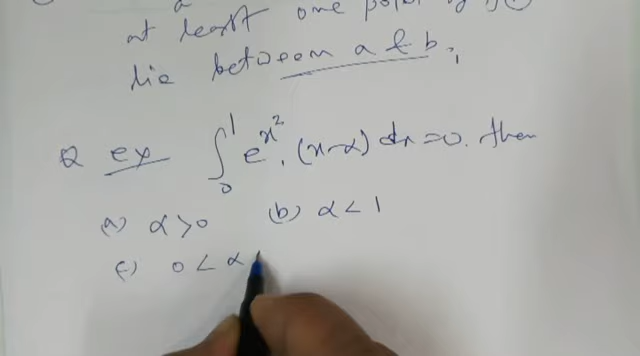 at least one point of
lie between a & b.
Q ex ∫₀¹ e^{x²}. (x-α) dx = 0. then
(a) α > 0 (b) α < 1
(c) 0 < α